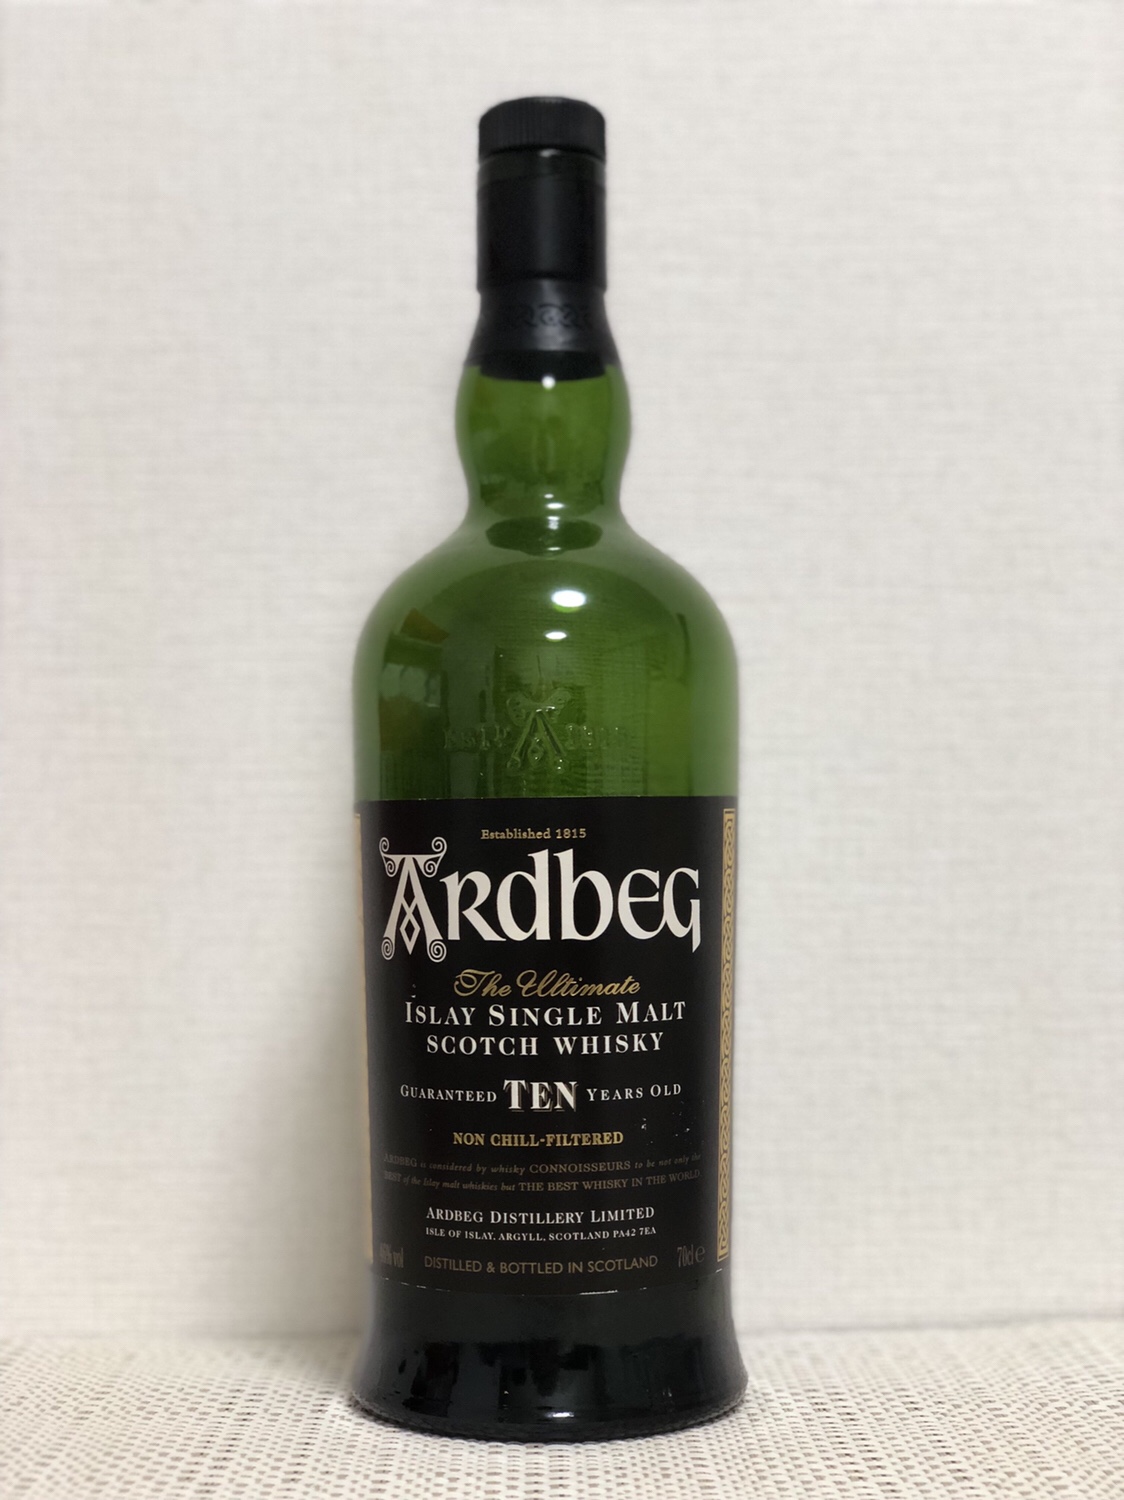 Established 1815
ARDBEG
The Ultimate
ISLAY SINGLE MALT
SCOTCH WHISKY
GUARANTEED TEN YEARS OLD
NON CHILL-FILTERED
ARDBEG is considered by whisky CONNOISSEURS to be not only the
BEST of the Islay malt whiskies but THE BEST WHISKY IN THE WORLD.
ARDBEG DISTILLERY LIMITED
ISLE OF ISLAY, ARGYLL, SCOTLAND PA42 7EA
46% vol DISTILLED & BOTTLED IN SCOTLAND 70cl e